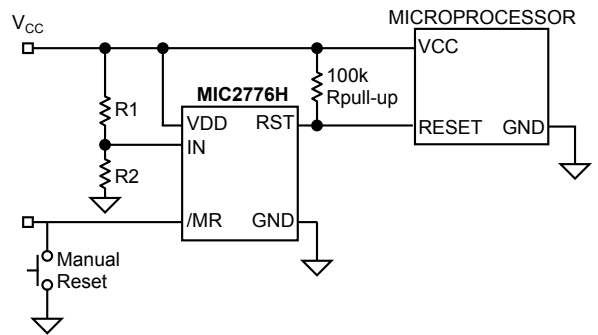 MICROPROCESSOR
VCC
VCC
100k
Rpull-up
MIC2776H
R1
VDD
RST
IN
RESET
GND
R2
/MR
GND
Manual
Reset